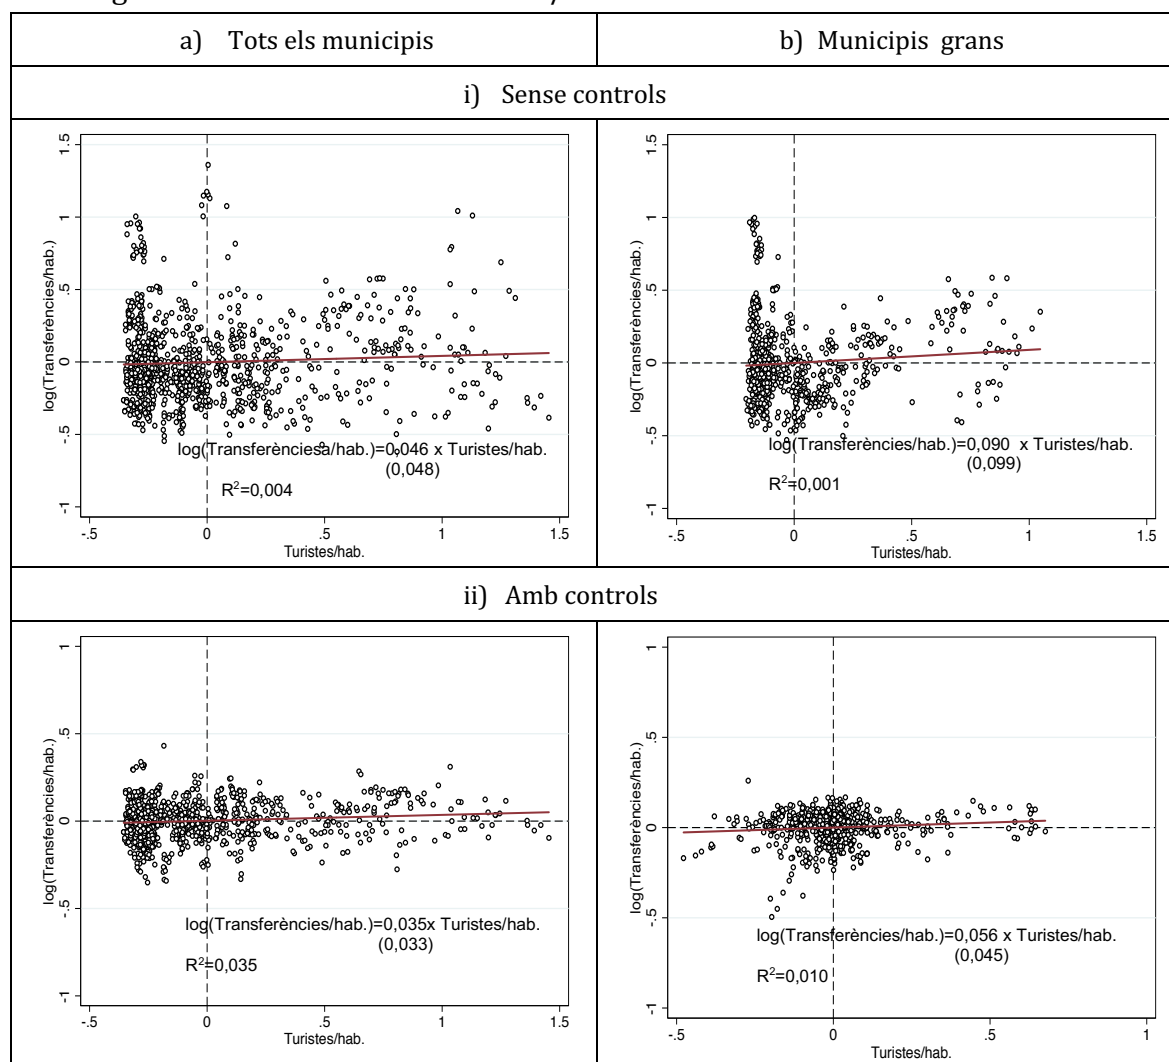 a) Tots els municipis
b) Municipis grans
i) Sense controls
log(Transferències/hab.)
1.5
1
.5
0
-.5
-1
log(Transferències/hab.)=0,046 x Turistes/hab.
(0,048)
R²=0,004
-.5 0 .5 1 1.5
Turistes/hab.
log(Transferències/hab.)
1.5
1
.5
0
-.5
-1
log(Transferències/hab.)=0,090 x Turistes/hab.
(0,099)
R²=0,001
-.5 0 .5 1 1.5
Turistes/hab.
ii) Amb controls
log(Transferències/hab.)
1
.5
0
-.5
-1
log(Transferències/hab.)=0,035x Turistes/hab.
(0,033)
R²=0,035
-.5 0 .5 1 1.5
Turistes/hab.
log(Transferències/hab.)
1
.5
0
-.5
-1
log(Transferències/hab.)=0,056 x Turistes/hab.
(0,045)
R²=0,010
-.5 0 .5 1
Turistes/hab.